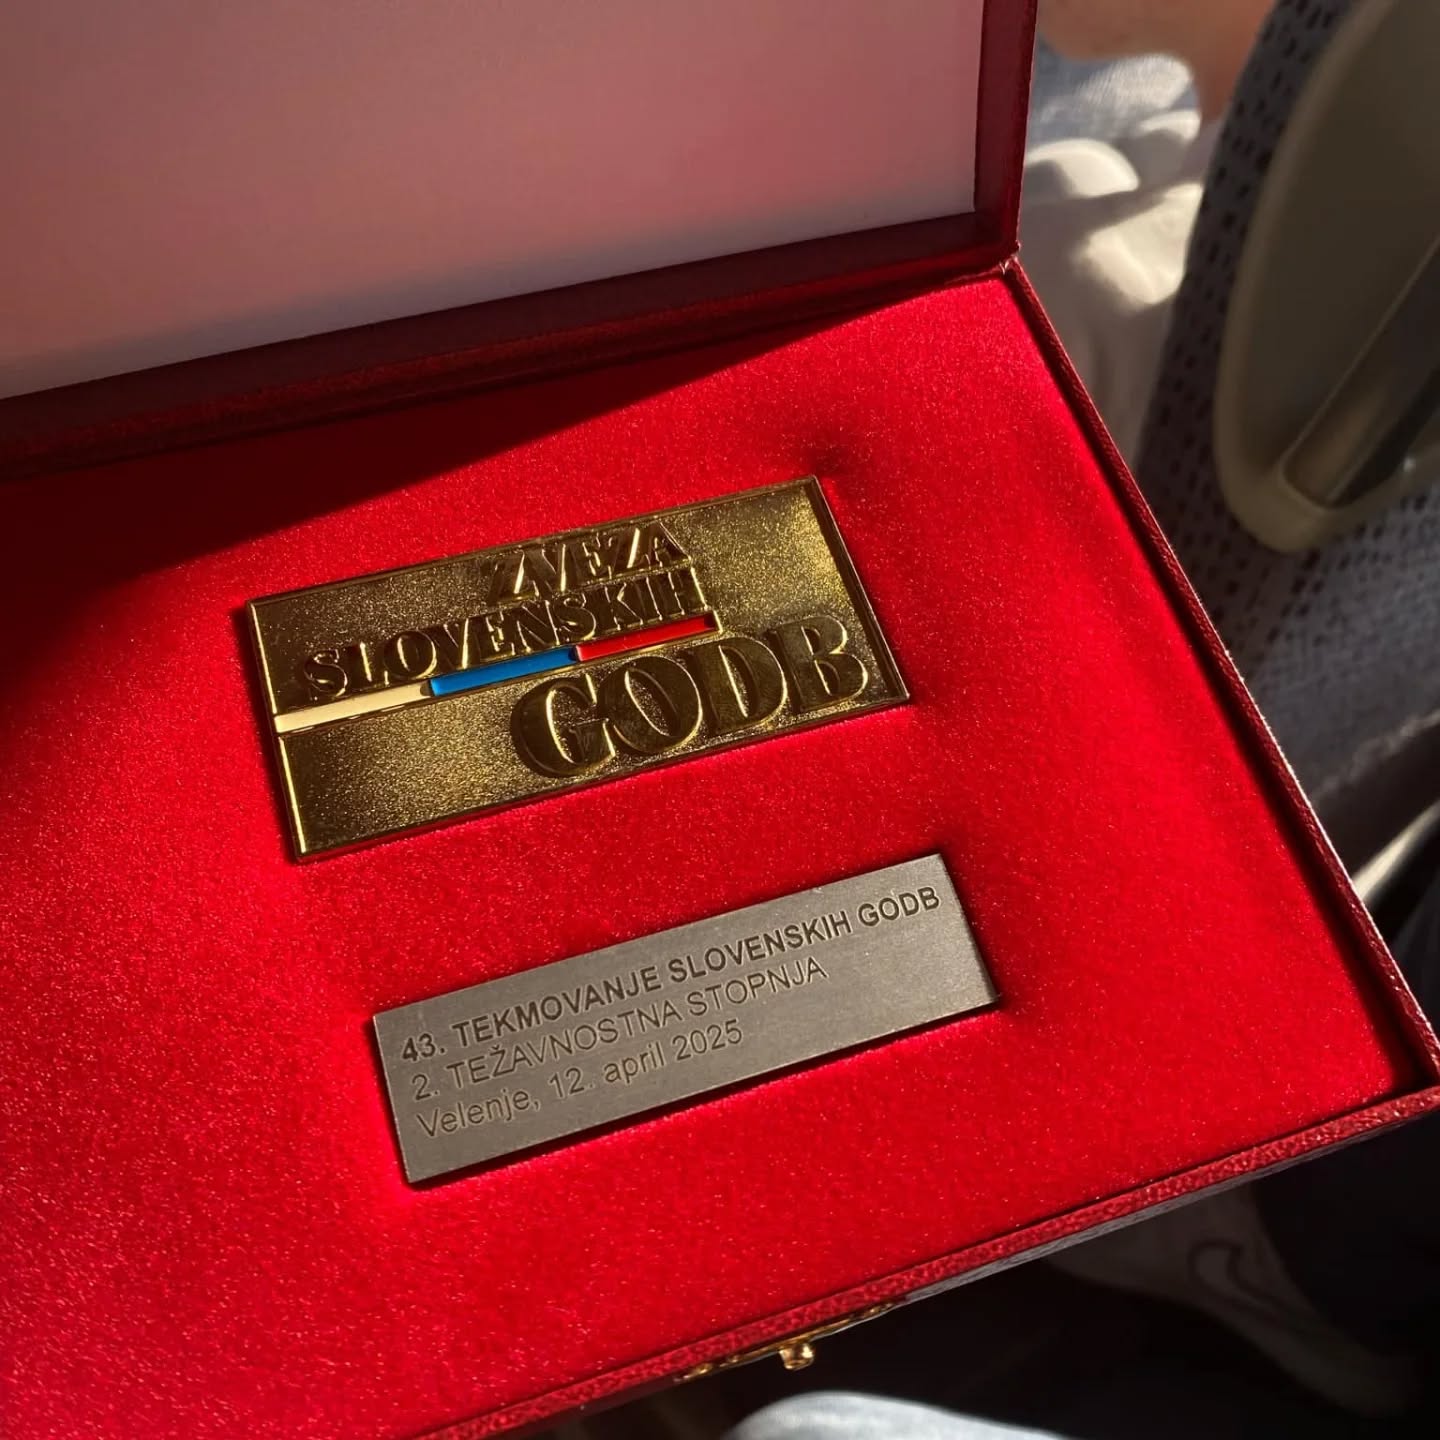 ZVEZA
SLOVENSKIH
GODB
43. TEKMOVANJE SLOVENSKIH GODB
2. TEŽAVNOSTNA STOPNJA
Velenje, 12. april 2025